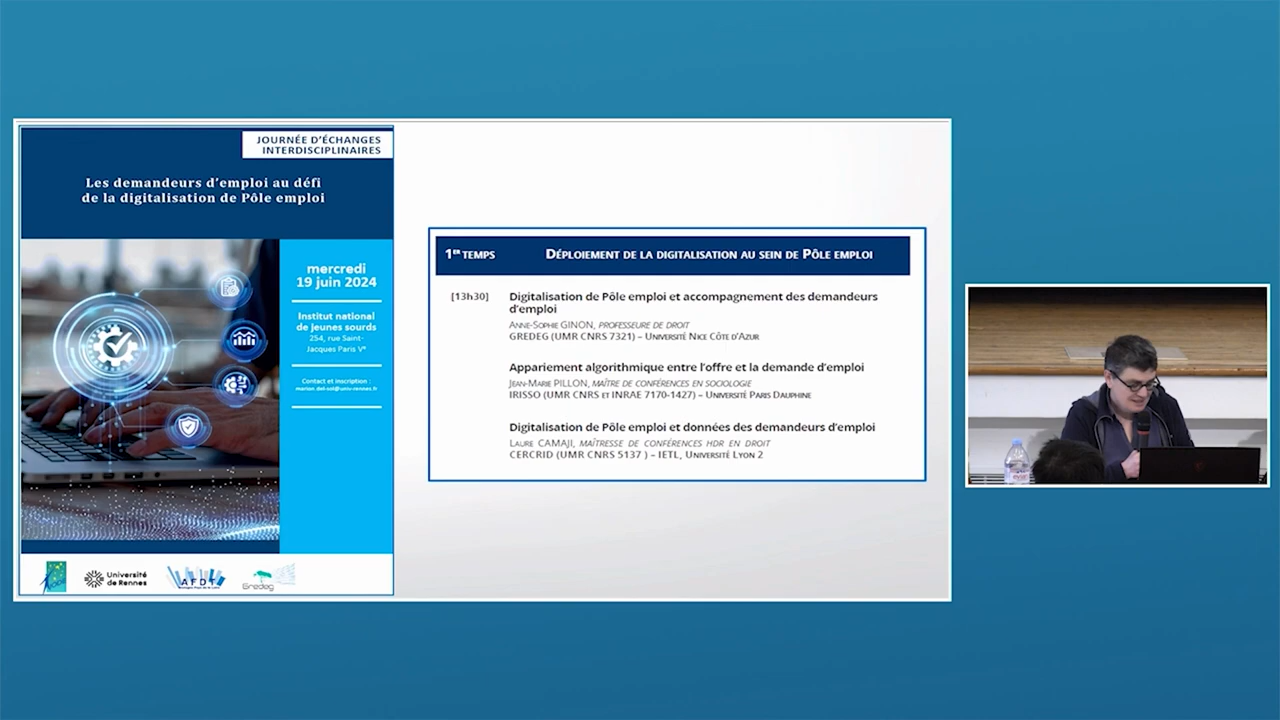 JOURNÉE D'ÉCHANGES
INTERDISCIPLINAIRES
Les demandeurs d'emploi au défi
de la digitalisation de Pôle emploi
mercredi
19 juin 2024
Institut national
de jeunes sourds
254, rue Saint-
Jacques Paris Vᵉ
Contact et inscription :
marion.del-sol@univ-rennes.fr
Université
de Rennes
AFDT
Gredeg
1ER TEMPS DÉPLOIEMENT DE LA DIGITALISATION AU SEIN DE PÔLE EMPLOI
[13h30] Digitalisation de Pôle emploi et accompagnement des demandeurs
d'emploi
ANNE-SOPHIE GINON, PROFESSEURE DE DROIT
GREDEG (UMR CNRS 7321) – UNIVERSITÉ NICE CÔTE D'AZUR
Appariement algorithmique entre l'offre et la demande d'emploi
JEAN-MARIE PILLON, MAÎTRE DE CONFÉRENCES EN SOCIOLOGIE
IRISSO (UMR CNRS ET INRAE 7170-1427) – UNIVERSITÉ PARIS DAUPHINE
Digitalisation de Pôle emploi et données des demandeurs d'emploi
LAURE CAMAJI, MAÎTRESSE DE CONFÉRENCES HDR EN DROIT
CERCRID (UMR CNRS 5137 ) – IETL, UNIVERSITÉ LYON 2